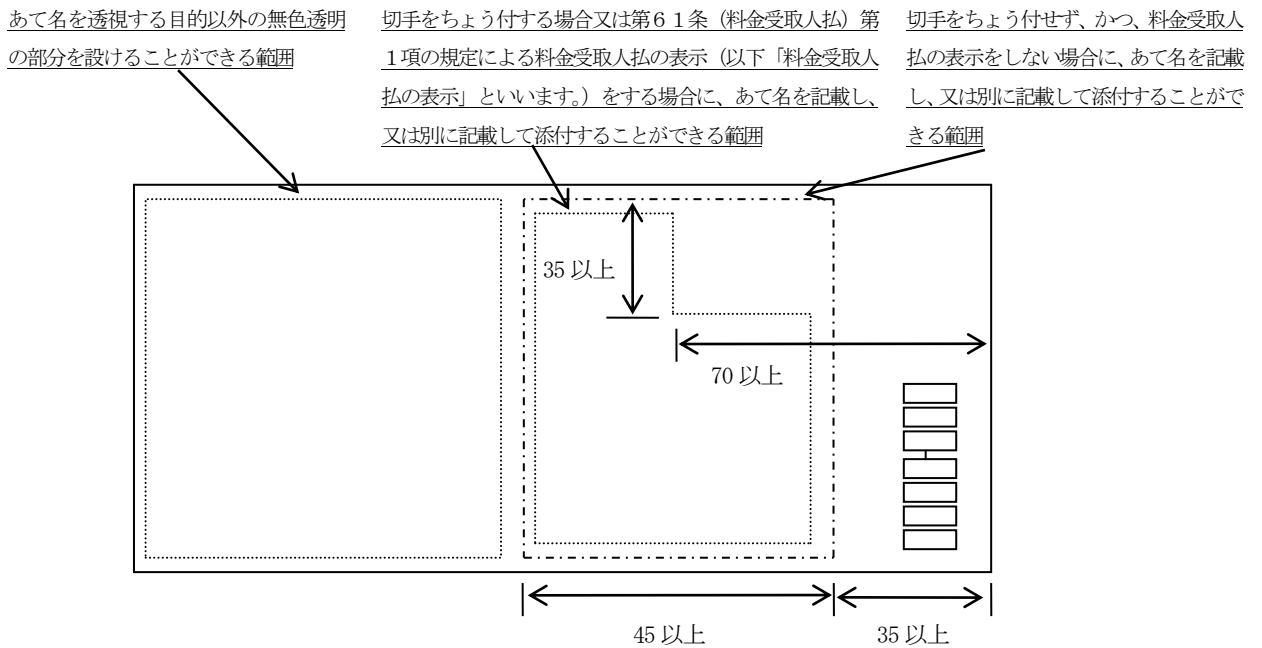 あて名を透視する目的以外の無色透明
の部分を設けることができる範囲
切手をちょう付する場合又は第６１条（料金受取人払）第
１項の規定による料金受取人払の表示（以下「料金受取人
払の表示」といいます。）をする場合に、あて名を記載し、
又は別に記載して添付することができる範囲
切手をちょう付せず、かつ、料金受取人
払の表示をしない場合に、あて名を記載
し、又は別に記載して添付することがで
きる範囲
35 以上
70 以上
45 以上
35 以上